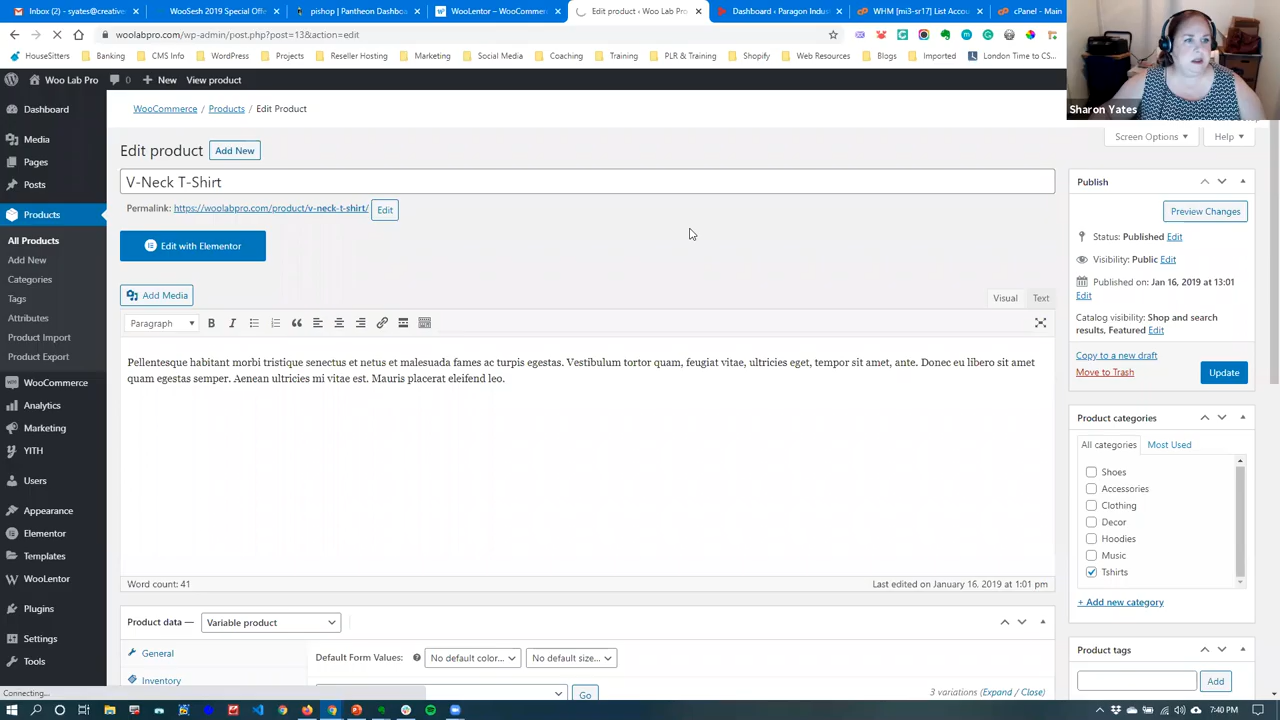 Inbox (3) - syates@creative
WooSesh 2019 Special Offe
pishop | Pantheon Dashboa
WooLentor – WooCommerc
Edit product ‹ Woo Lab Pro
Dashboard ‹ Paragon Indus
WHM [mi3-sr17] List Accou
cPanel - Main
woolabpro.com/wp-admin/post.php?post=13&action=edit
HouseSitters
Banking
CMS Info
WordPress
Projects
Reseller Hosting
Marketing
Social Media
Coaching
Training
PLR & Training
Shopify
Web Resources
Blogs
Imported
London Time to CS...
Woo Lab Pro
0
New
View product
Sharon Yates
Dashboard
Media
Pages
Posts
Products
All Products
Add New
Categories
Tags
Attributes
Product Import
Product Export
WooCommerce
Analytics
Marketing
YITH
Users
Appearance
Elementor
Templates
WooLentor
Plugins
Settings
Tools
WooCommerce / Products / Edit Product
Screen Options
Help
Edit product
Add New
V-Neck T-Shirt
Permalink: https://woolabpro.com/product/v-neck-t-shirt/ Edit
Edit with Elementor
Add Media
Visual
Text
Paragraph
Pellentesque habitant morbi tristique senectus et netus et malesuada fames ac turpis egestas. Vestibulum tortor quam, feugiat vitae, ultricies eget, tempor sit amet, ante. Donec eu libero sit amet
quam egestas semper. Aenean ultricies mi vitae est. Mauris placerat eleifend leo.
Word count: 41
Last edited on January 16, 2019 at 1:01 pm
Product data —
Variable product
General
Inventory
Default Form Values:
No default color...
No default size...
Go
3 variations (Expand / Close)
Publish
Preview Changes
Status: Published Edit
Visibility: Public Edit
Published on: Jan 16, 2019 at 13:01
Edit
Catalog visibility: Shop and search
results, Featured Edit
Copy to a new draft
Move to Trash
Update
Product categories
All categories
Most Used
Shoes
Accessories
Clothing
Decor
Hoodies
Music
Tshirts
+ Add new category
Product tags
Add
Connecting...
7:40 PM